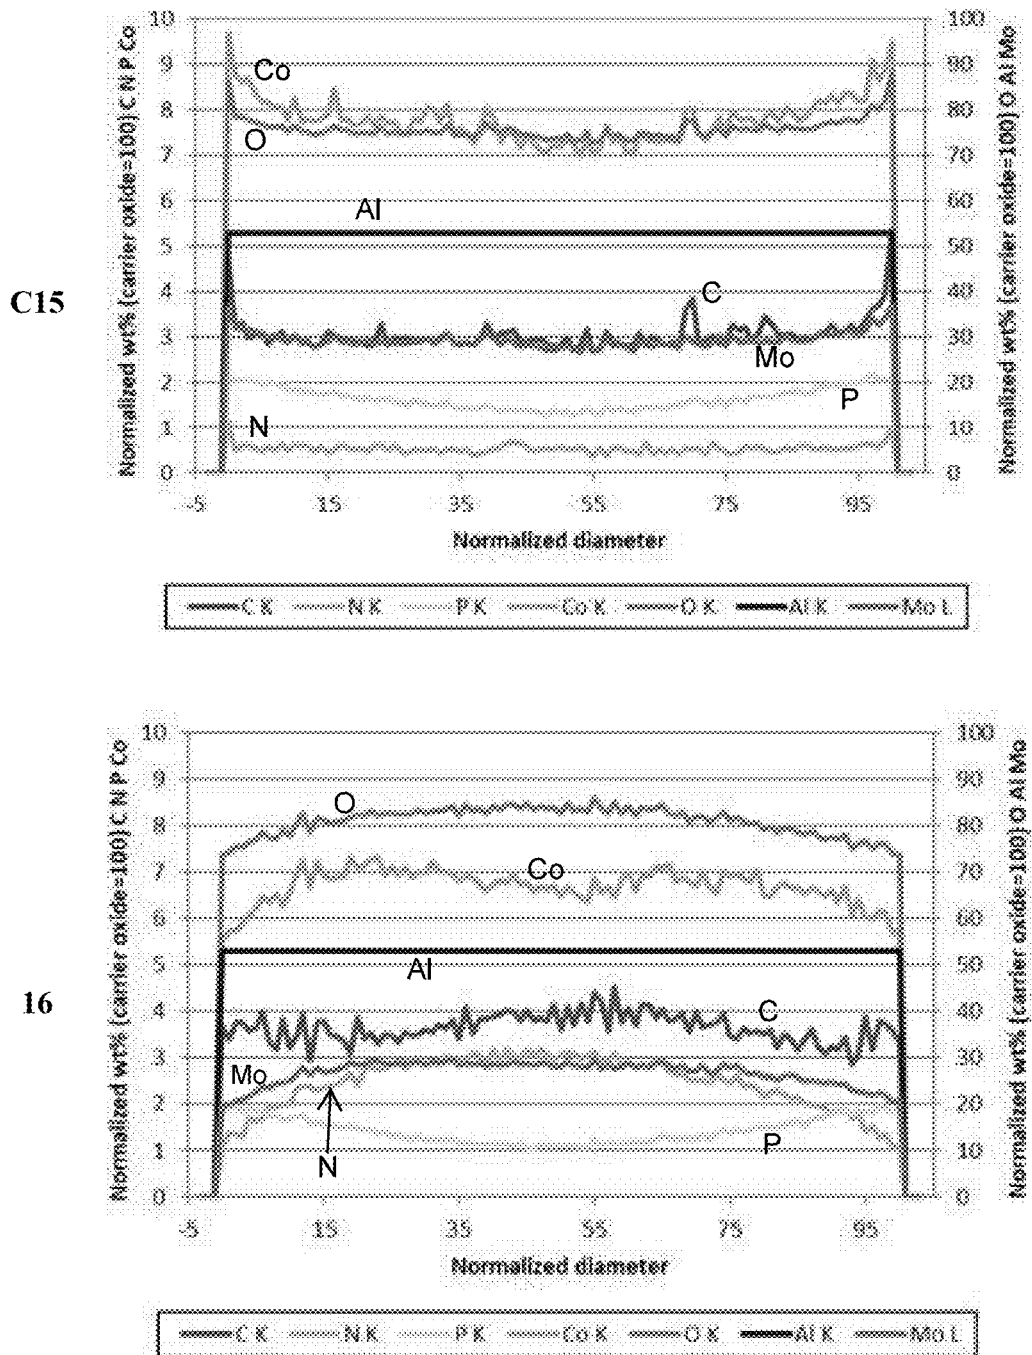 C15
Normalized wt% [carrier oxide=100] C N P Co
10
9
8
7
6
5
4
3
2
1
0
Co
O
Al
C
Mo
P
N
100
90
80
70
60
50
40
30
20
10
0
Normalized wt% [carrier oxide=100] O Al Mo
-5 15 35 55 75 95
Normalized diameter
C K N K P K Co K O K Al K Mo L
16
Normalized wt% [carrier oxide=100] C N P Co
10
9
8
7
6
5
4
3
2
1
0
O
Co
Al
C
Mo
N
P
100
90
80
70
60
50
40
30
20
10
0
Normalized wt% [carrier oxide=100] O Al Mo
-5 15 35 55 75 95
Normalized diameter
C K N K P K Co K O K Al K Mo L